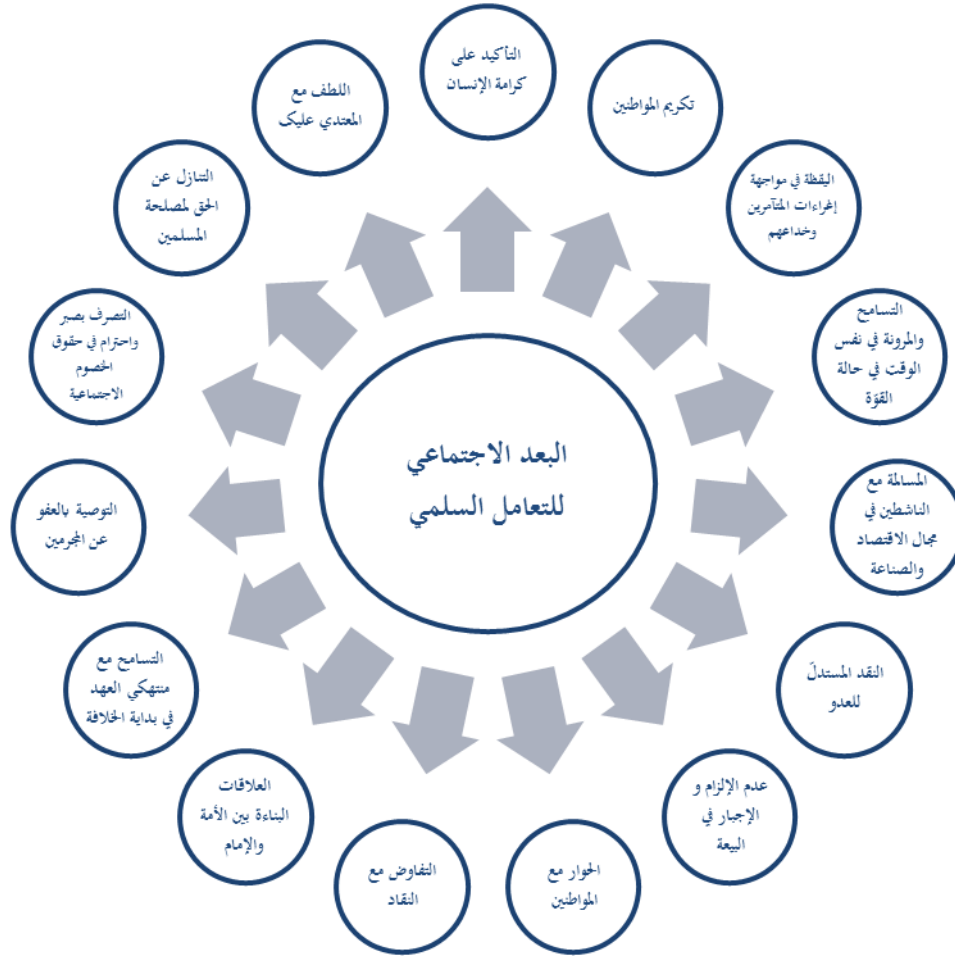 البعد الاجتماعي
للتعامل السلمي
التأكيد على
كرامة الإنسان
تكريم المواطنين
اليقظة في مواجهة
إغراءات المتآمرين
وخداعهم
التسامح
والمرونة في نفس
الوقت في حالة
القوّة
المسالمة مع
الناشطين في
مجال الاقتصاد
والصناعة
النقد المستدلّ
للعدو
عدم الإلزام و
الإجبار في
البيعة
الحوار مع
المواطنين
التفاوض مع
النقاد
العلاقات
البناءة بين الأمة
والإمام
التسامح مع
منتهكي العهد
في بداية الخلافة
التوصية بالعفو
عن المجرمين
التصرف بصبر
واحترام في حقوق
الخصوم
الاجتماعية
التنازل عن
الحق لمصلحة
المسلمين
اللطف مع
المعتدي عليک